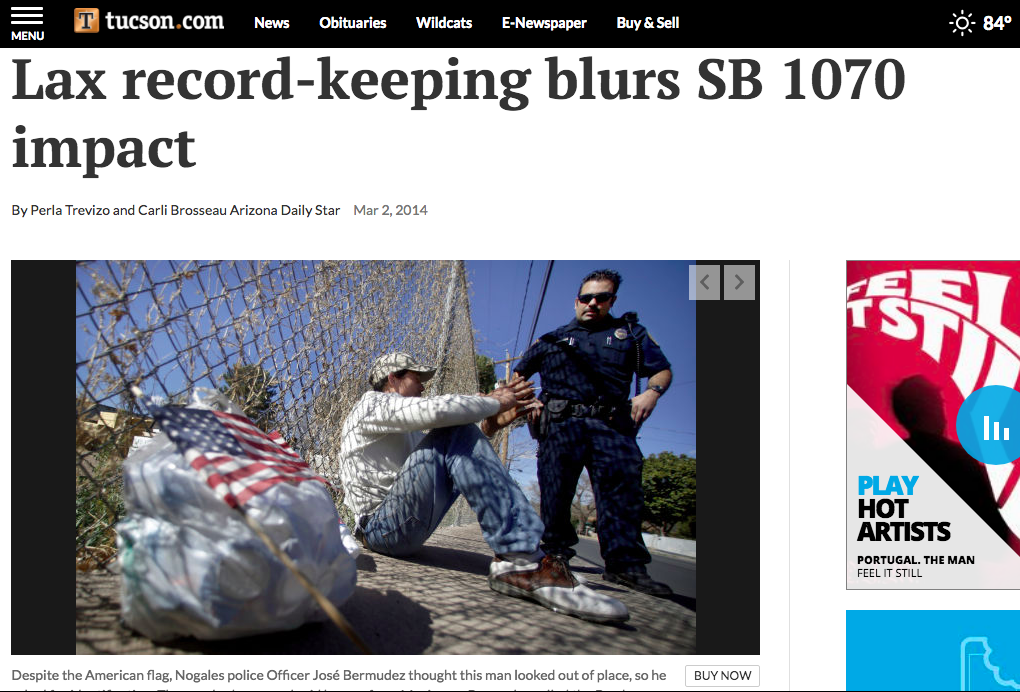 MENU
T tucson.com
News
Obituaries
Wildcats
E-Newspaper
Buy & Sell
84°
Lax record-keeping blurs SB 1070
impact
By Perla Trevizo and Carli Brosseau Arizona Daily Star Mar 2, 2014
FEEL
IT STILL
PLAY
HOT
ARTISTS
PORTUGAL. THE MAN
FEEL IT STILL
Despite the American flag, Nogales police Officer José Bermudez thought this man looked out of place, so he
BUY NOW